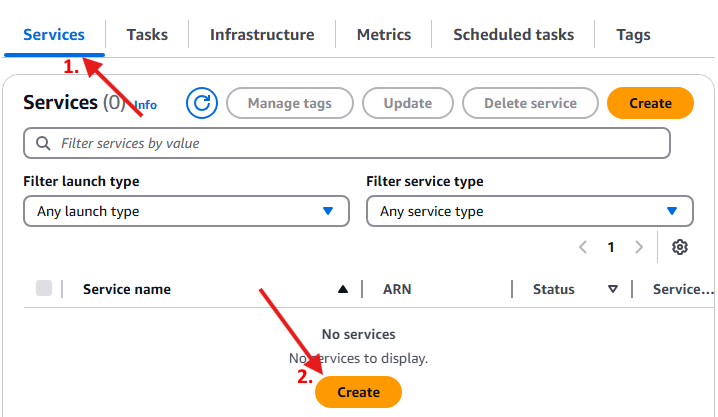 Services Tasks Infrastructure Metrics Scheduled tasks Tags
1.
Services (0) Info Manage tags Update Delete service Create
Filter services by value
Filter launch type Filter service type
Any launch type Any service type
1
Service name ARN Status Service...
No services
No services to display.
2.
Create